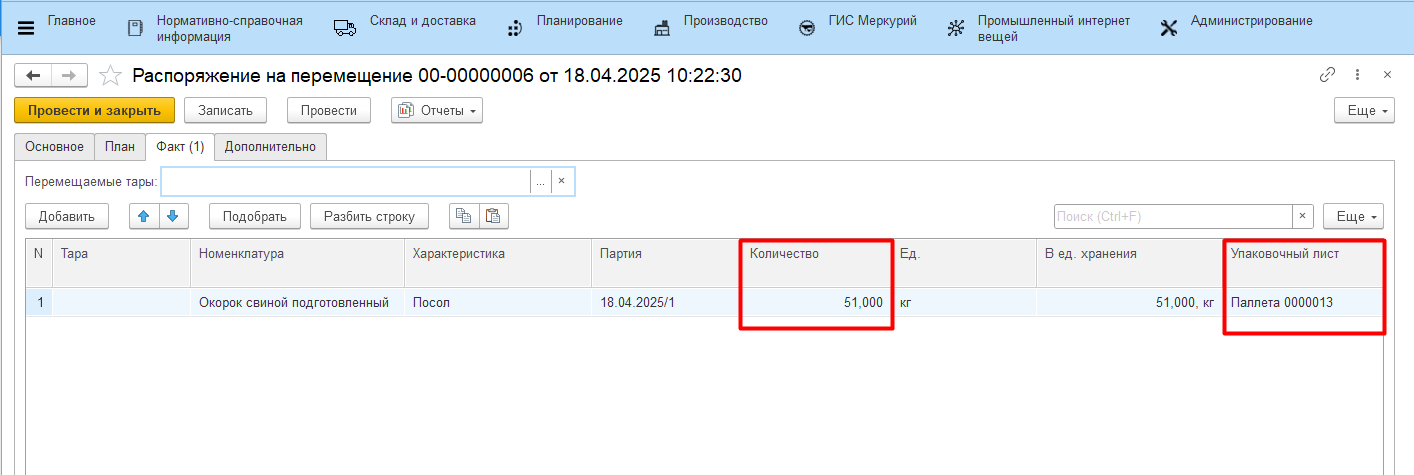 Главное
Нормативно-справочная
информация
Склад и доставка
Планирование
Производство
ГИС Меркурий
Промышленный интернет
вещей
Администрирование
Распоряжение на перемещение 00-00000006 от 18.04.2025 10:22:30
Провести и закрыть Записать Провести Отчеты Еще
Основное План Факт (1) Дополнительно
Перемещаемые тары: ... ×
Добавить Подобрать Разбить строку Поиск (Ctrl+F) × Еще
N Тара Номенклатура Характеристика Партия Количество Ед. В ед. хранения Упаковочный лист
1 Окорок свиной подготовленный Посол 18.04.2025/1 51,000 кг 51,000, кг Паллета 0000013